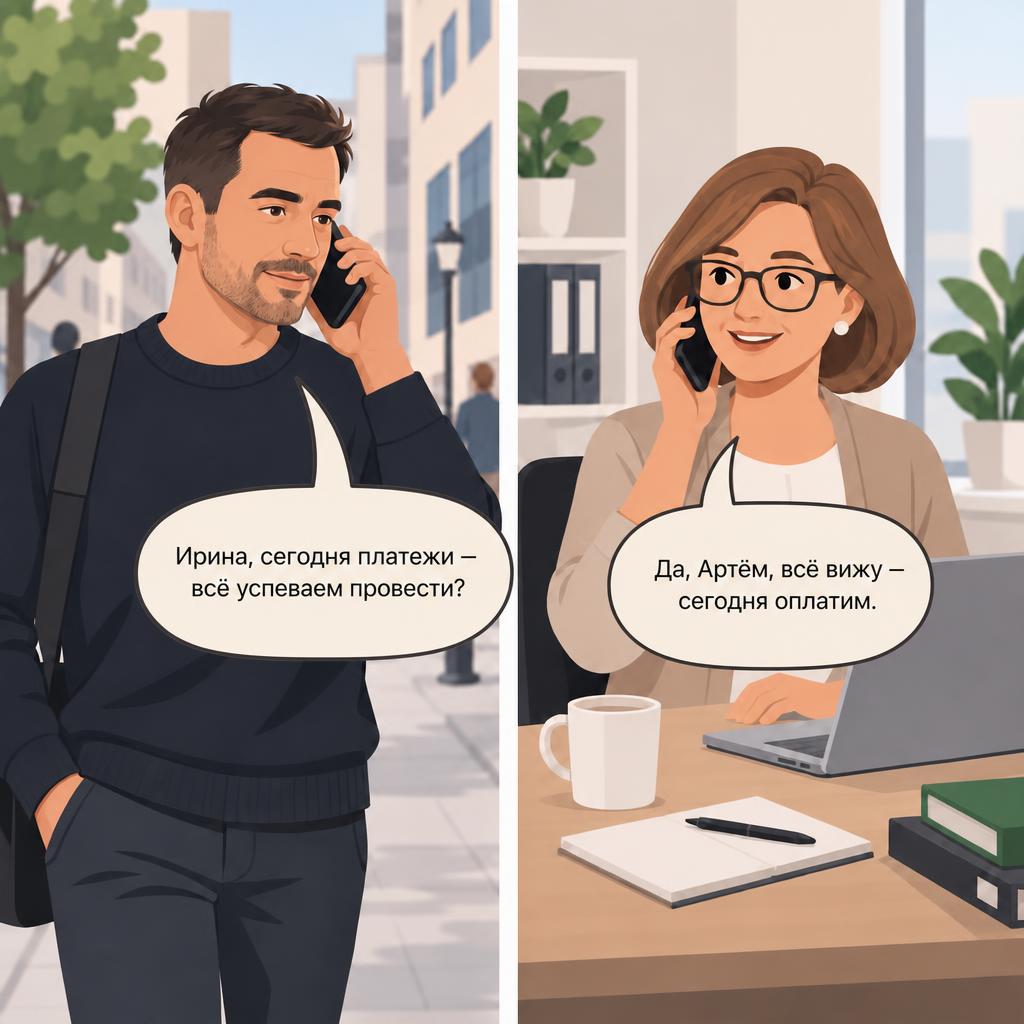 Ирина, сегодня платежи –
всё успеваем провести?
Да, Артём, всё вижу –
сегодня оплатим.